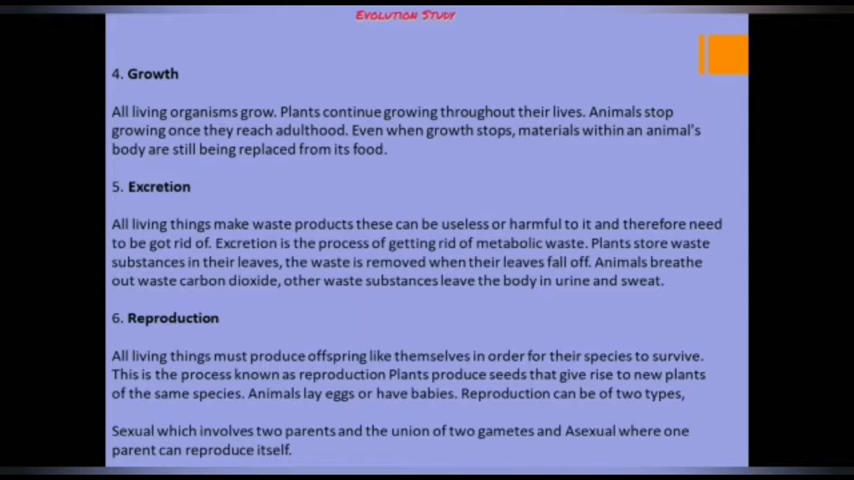 Evolution Study
4. Growth
All living organisms grow. Plants continue growing throughout their lives. Animals stop
growing once they reach adulthood. Even when growth stops, materials within an animal's
body are still being replaced from its food.
5. Excretion
All living things make waste products these can be useless or harmful to it and therefore need
to be got rid of. Excretion is the process of getting rid of metabolic waste. Plants store waste
substances in their leaves, the waste is removed when their leaves fall off. Animals breathe
out waste carbon dioxide, other waste substances leave the body in urine and sweat.
6. Reproduction
All living things must produce offspring like themselves in order for their species to survive.
This is the process known as reproduction Plants produce seeds that give rise to new plants
of the same species. Animals lay eggs or have babies. Reproduction can be of two types,
Sexual which involves two parents and the union of two gametes and Asexual where one
parent can reproduce itself.